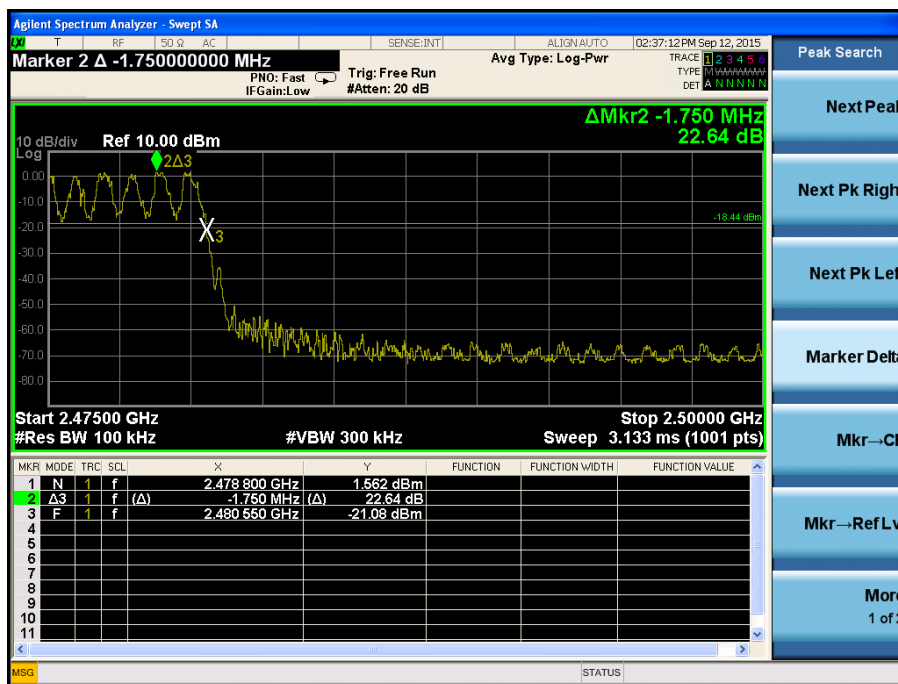 Agilent Spectrum Analyzer - Swept SA
LXI T RF 50 Ω AC SENSE:INT ALIGN AUTO 02:37:12 PM Sep 12, 2015
Marker 2 Δ -1.750000000 MHz
PNO: Fast
IFGain:Low
Trig: Free Run
#Atten: 20 dB
Avg Type: Log-Pwr
TRACE 1 2 3 4 5 6
TYPE M
DET A N N N N N
ΔMkr2 -1.750 MHz
22.64 dB
10 dB/div Ref 10.00 dBm
Log
2Δ3
0.00
-10.0
-18.44 dBm
-20.0
3
-30.0
-40.0
-50.0
-60.0
-70.0
-80.0
Start 2.47500 GHz Stop 2.50000 GHz
#Res BW 100 kHz #VBW 300 kHz Sweep 3.133 ms (1001 pts)
MKR MODE TRC SCL X Y FUNCTION FUNCTION WIDTH FUNCTION VALUE
1 N 1 f 2.478 800 GHz 1.562 dBm
2 Δ3 1 f (Δ) -1.750 MHz (Δ) 22.64 dB
3 F 1 f 2.480 550 GHz -21.08 dBm
4
5
6
7
8
9
10
11
MSG STATUS
Peak Search
Next Peak
Next Pk Righ
Next Pk Lef
Marker Delta
Mkr→C
Mkr→Ref Lv
More
1 of 2